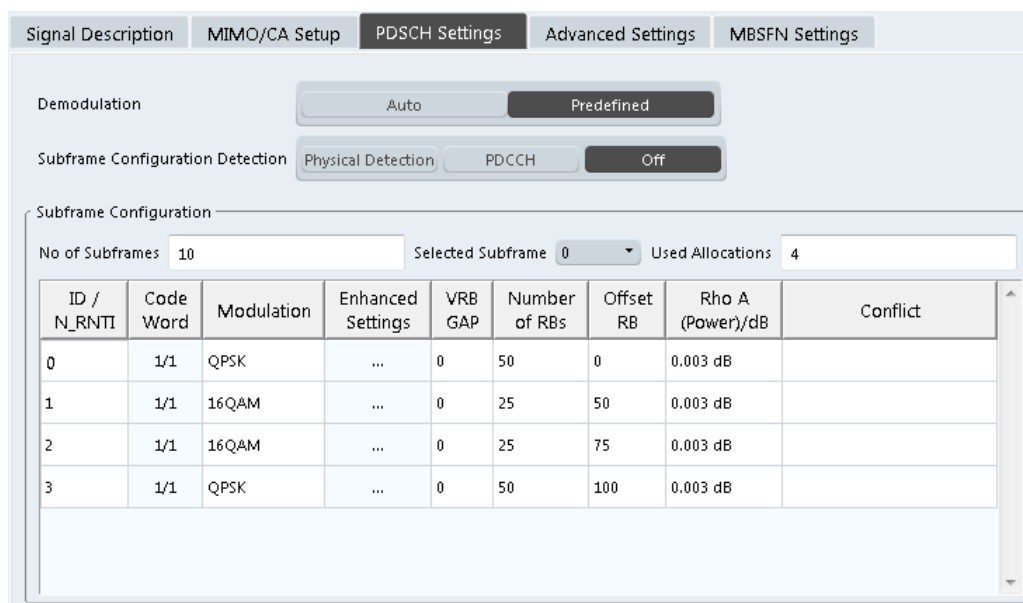 Signal Description MIMO/CA Setup PDSCH Settings Advanced Settings MBSFN Settings
Demodulation Auto Predefined
Subframe Configuration Detection Physical Detection PDCCH Off
Subframe Configuration
No of Subframes 10 Selected Subframe 0 Used Allocations 4
ID / N_RNTI Code Word Modulation Enhanced Settings VRB GAP Number of RBs Offset RB Rho A (Power)/dB Conflict
0 1/1 QPSK ... 0 50 0 0.003 dB
1 1/1 16QAM ... 0 25 50 0.003 dB
2 1/1 16QAM ... 0 25 75 0.003 dB
3 1/1 QPSK ... 0 50 100 0.003 dB